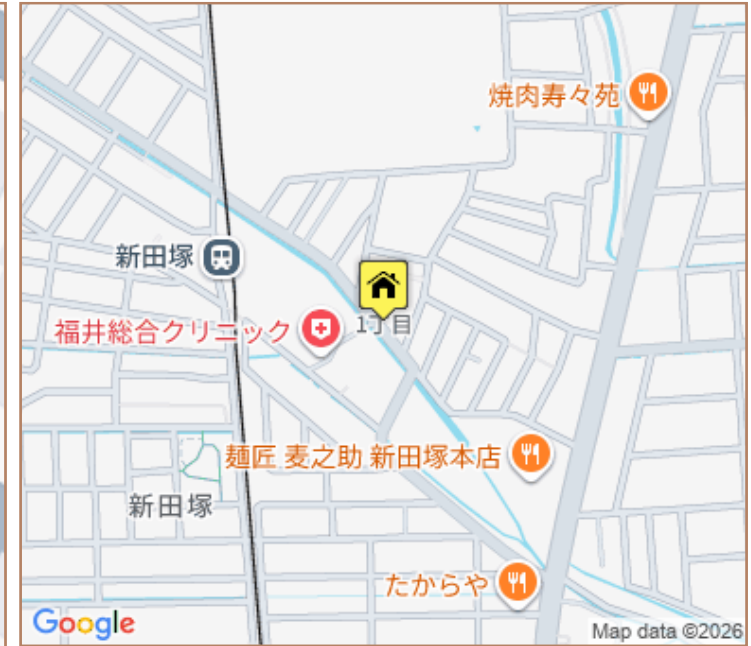 焼肉寿々苑
新田塚
福井総合クリニック
1丁目
麺匠 麦之助 新田塚本店
新田塚
たからや
Google
Map data ©2026